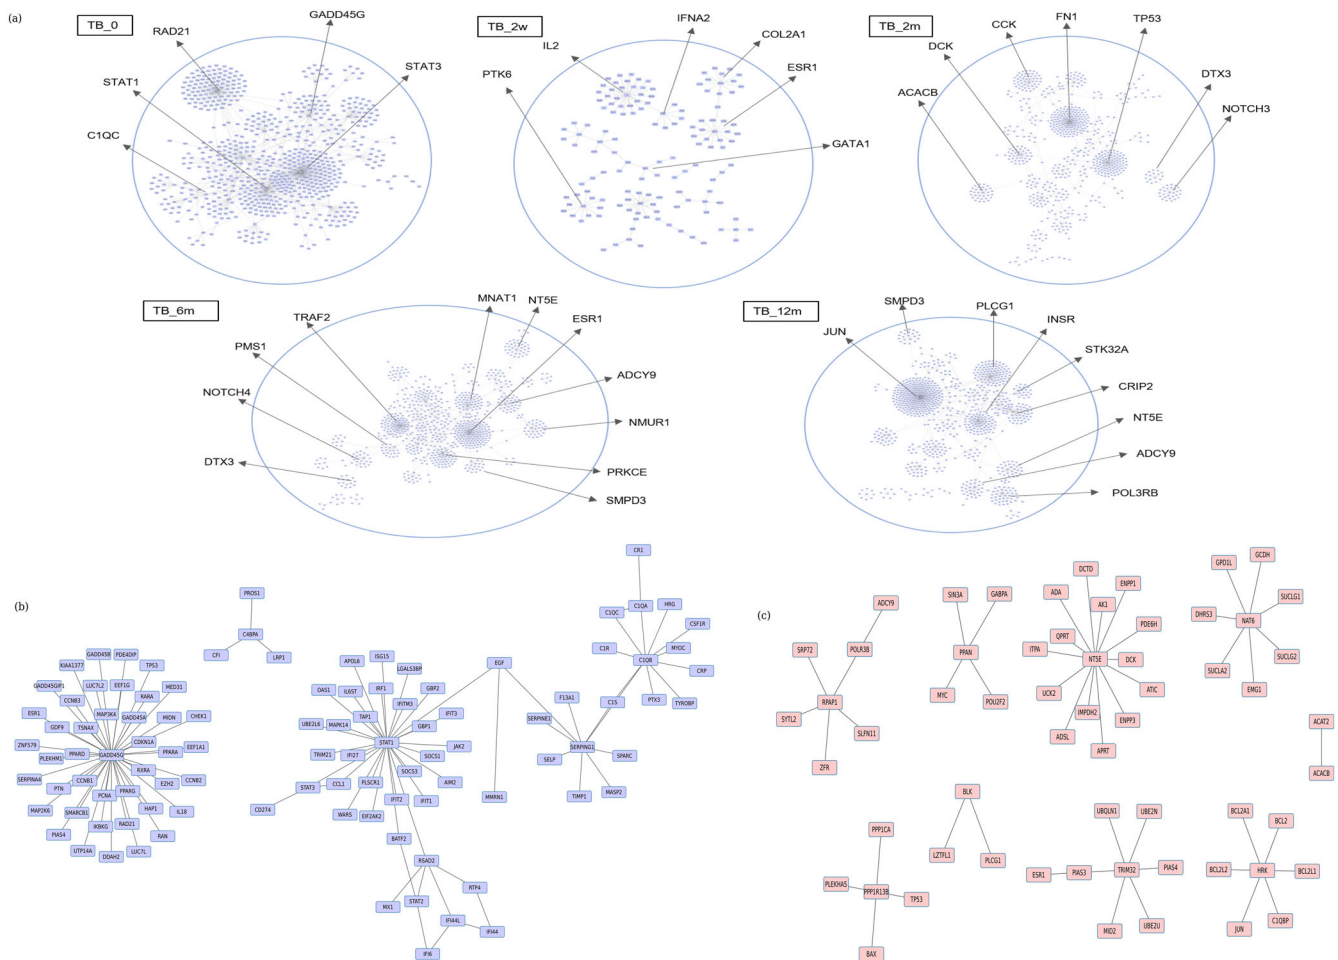 (a)
TB_0
RAD21
GADD45G
STAT1
STAT3
C1QC
TB_2w
IFNA2
IL2
COL2A1
PTK6
ESR1
GATA1
TB_2m
CCK
FN1
TP53
DCK
ACACB
DTX3
NOTCH3
TB_6m
MNAT1
NT5E
TRAF2
ESR1
PMS1
ADCY9
NOTCH4
NMUR1
DTX3
PRKCE
SMPD3
TB_12m
SMPD3
PLCG1
JUN
INSR
STK32A
CRIP2
NT5E
ADCY9
POL3RB
(b)
PROS1
C4BPA
CFI
LRP1
GADD45B
PDE4DIP
KIAA1377
TP53
LUC7L2
EEF1G
GADD45GIP1
RARA
MED31
CCNB3
MAP3K4
GADD45A
ESR1
MIDN
CHEK1
GDF9
TSNAX
CDKN1A
ZNF579
PPARD
GADD45G
PPARA
EEF1A1
PLEKHM1
RXRA
SERPINA4
CCNB1
EZH2
CCNB2
PTN
PCNA
PPARG
MAP2K6
SMARCB1
HAP1
IL18
PIAS4
IKBKG
RAD21
RAN
UTP14A
DDAH2
LUC7L
APOL6
ISG15
LGALS3BP
OAS1
IL6ST
IRF1
GBP2
IFITM3
UBE2L6
MAPK14
TAP1
GBP1
IFIT3
STAT1
TRIM21
IFI27
JAK2
SOCS1
STAT3
CCL1
PLSCR1
SOCS3
AIM2
CD274
WARS
EIF2AK2
IFIT2
IFIT1
BATF2
RSAD2
RTP4
MX1
STAT2
IFI44L
IFI44
IFI6
EGF
MMRN1
CR1
C1QC
C1QA
HRG
CSF1R
C1R
C1QB
MYOC
CRP
F13A1
C1S
PTX3
TYROBP
SERPINE1
SERPING1
SELP
SPARC
TIMP1
MASP2
(c)
ADCY9
SRP72
POLR3B
RPAP1
SYTL2
SLFN11
ZFR
SIN3A
GABPA
PPAN
MYC
POU2F2
DCTD
ADA
ENPP1
AK1
QPRT
PDE6H
ITPA
NT5E
DCK
UCK2
ATIC
IMPDH2
ENPP3
ADSL
APRT
GPD1L
GCDH
DHRS3
SUCLG1
NAT6
SUCLA2
SUCLG2
EMG1
ACAT2
ACACB
BLK
LZTFL1
PLCG1
PPP1CA
PLEKHA5
PPP1R13B
TP53
BAX
UBQLN1
UBE2N
ESR1
PIAS3
TRIM32
PIAS4
MID2
UBE2U
BCL2A1
BCL2
BCL2L2
HRK
BCL2L1
JUN
C1QBP